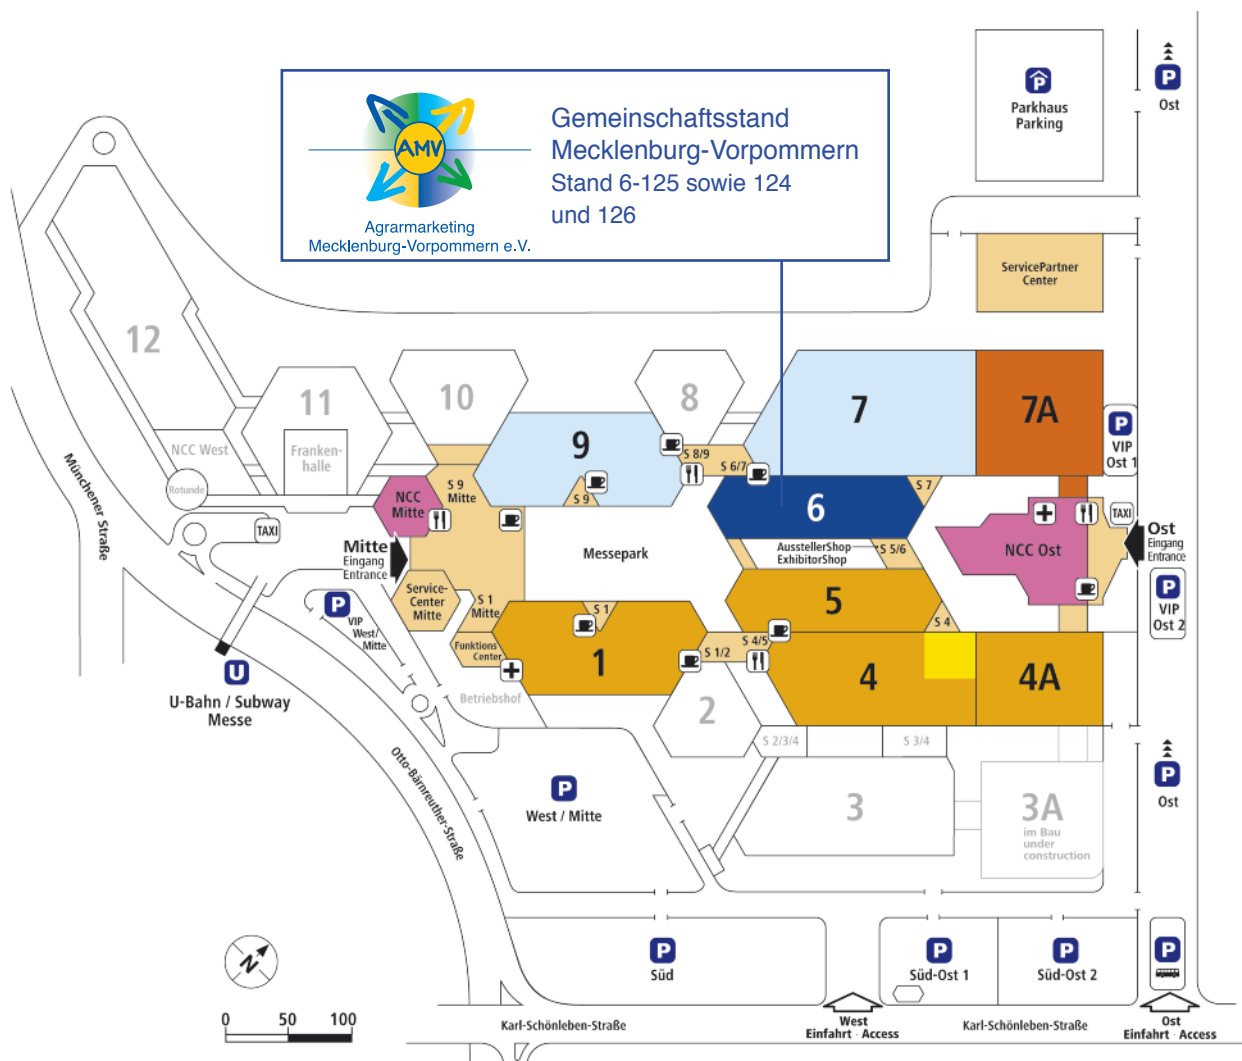 P
Ost
P
Parkhaus
Parking
AMV
Agrarmarketing
Mecklenburg-Vorpommern e.V.
Gemeinschaftsstand
Mecklenburg-Vorpommern
Stand 6-125 sowie 124
und 126
ServicePartner
Center
12
11
10
8
7
7A
9
NCC West
Franken-
halle
Rotunde
P
VIP
Ost 1
S 8/9
S 6/7
S 9
Mitte
NCC
Mitte
S 9
S 7
6
Münchener Straße
TAXI
Mitte
Eingang
Entrance
Messepark
AusstellerShop
ExhibitorShop
S 5/6
NCC Ost
TAXI
Ost
Eingang
Entrance
Service-
Center
Mitte
S 1
Mitte
S 1
5
S 4
P
VIP
Ost 2
P
VIP
West/
Mitte
Funktions
Center
1
S 1/2
S 4/5
4
4A
U
U-Bahn / Subway
Messe
Betriebshof
2
S 2/3/4
S 3/4
Otto-Bärnreuther-Straße
P
West / Mitte
3
3A
im Bau
under
construction
P
Ost
N
P
Süd
P
Süd-Ost 1
P
Süd-Ost 2
P
0 50 100
Karl-Schönleben-Straße
West
Einfahrt · Access
Karl-Schönleben-Straße
Ost
Einfahrt · Access